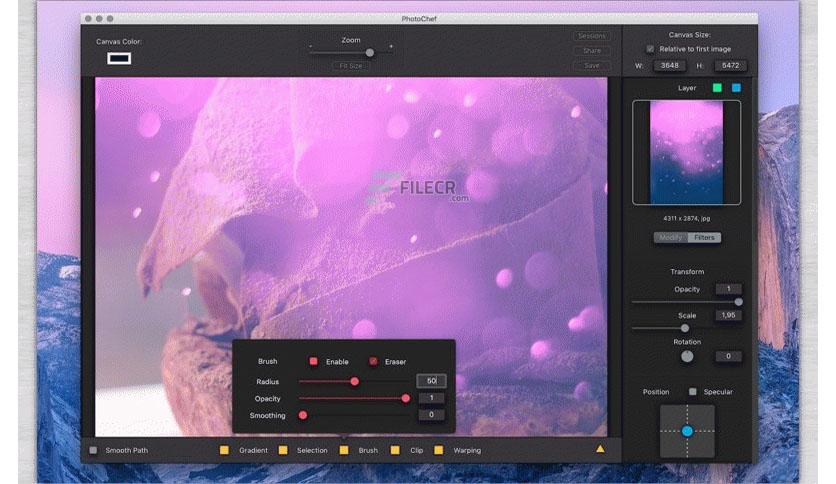 PhotoChef
Canvas Color:
Zoom
- +
Fit Size
Sessions
Share
Save
Canvas Size:
Relative to first image
W: 3648 H: 5472
Layer
FILECR
.com
4311 x 2874, jpg
Modify Filters
Transform
Opacity 1
Scale 1,95
Rotation
0
Position Specular
Brush Enable Eraser
Radius 50
Opacity 1
Smoothing 0
Smooth Path Gradient Selection Brush Clip Warping